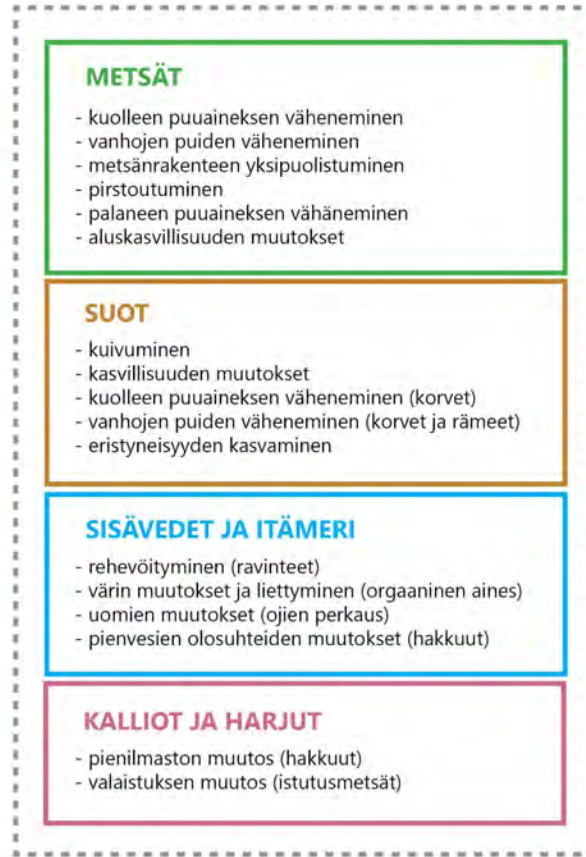 METSÄT
- kuolleen puuaineksen väheneminen
- vanhojen puiden väheneminen
- metsänrakenteen yksipuolistuminen
- pirstoutuminen
- palaneen puuaineksen vähäneminen
- aluskasvillisuuden muutokset
SUOT
- kuivuminen
- kasvillisuuden muutokset
- kuolleen puuaineksen väheneminen (korvet)
- vanhojen puiden väheneminen (korvet ja rämeet)
- eristyneisyyden kasvaminen
SISÄVEDET JA ITÄMERI
- rehevöityminen (ravinteet)
- värin muutokset ja liettyminen (orgaaninen aines)
- uomien muutokset (ojien perkaus)
- pienvesien olosuhteiden muutokset (hakkuut)
KALLIOT JA HARJUT
- pienilmaston muutos (hakkuut)
- valaistuksen muutos (istutusmetsät)